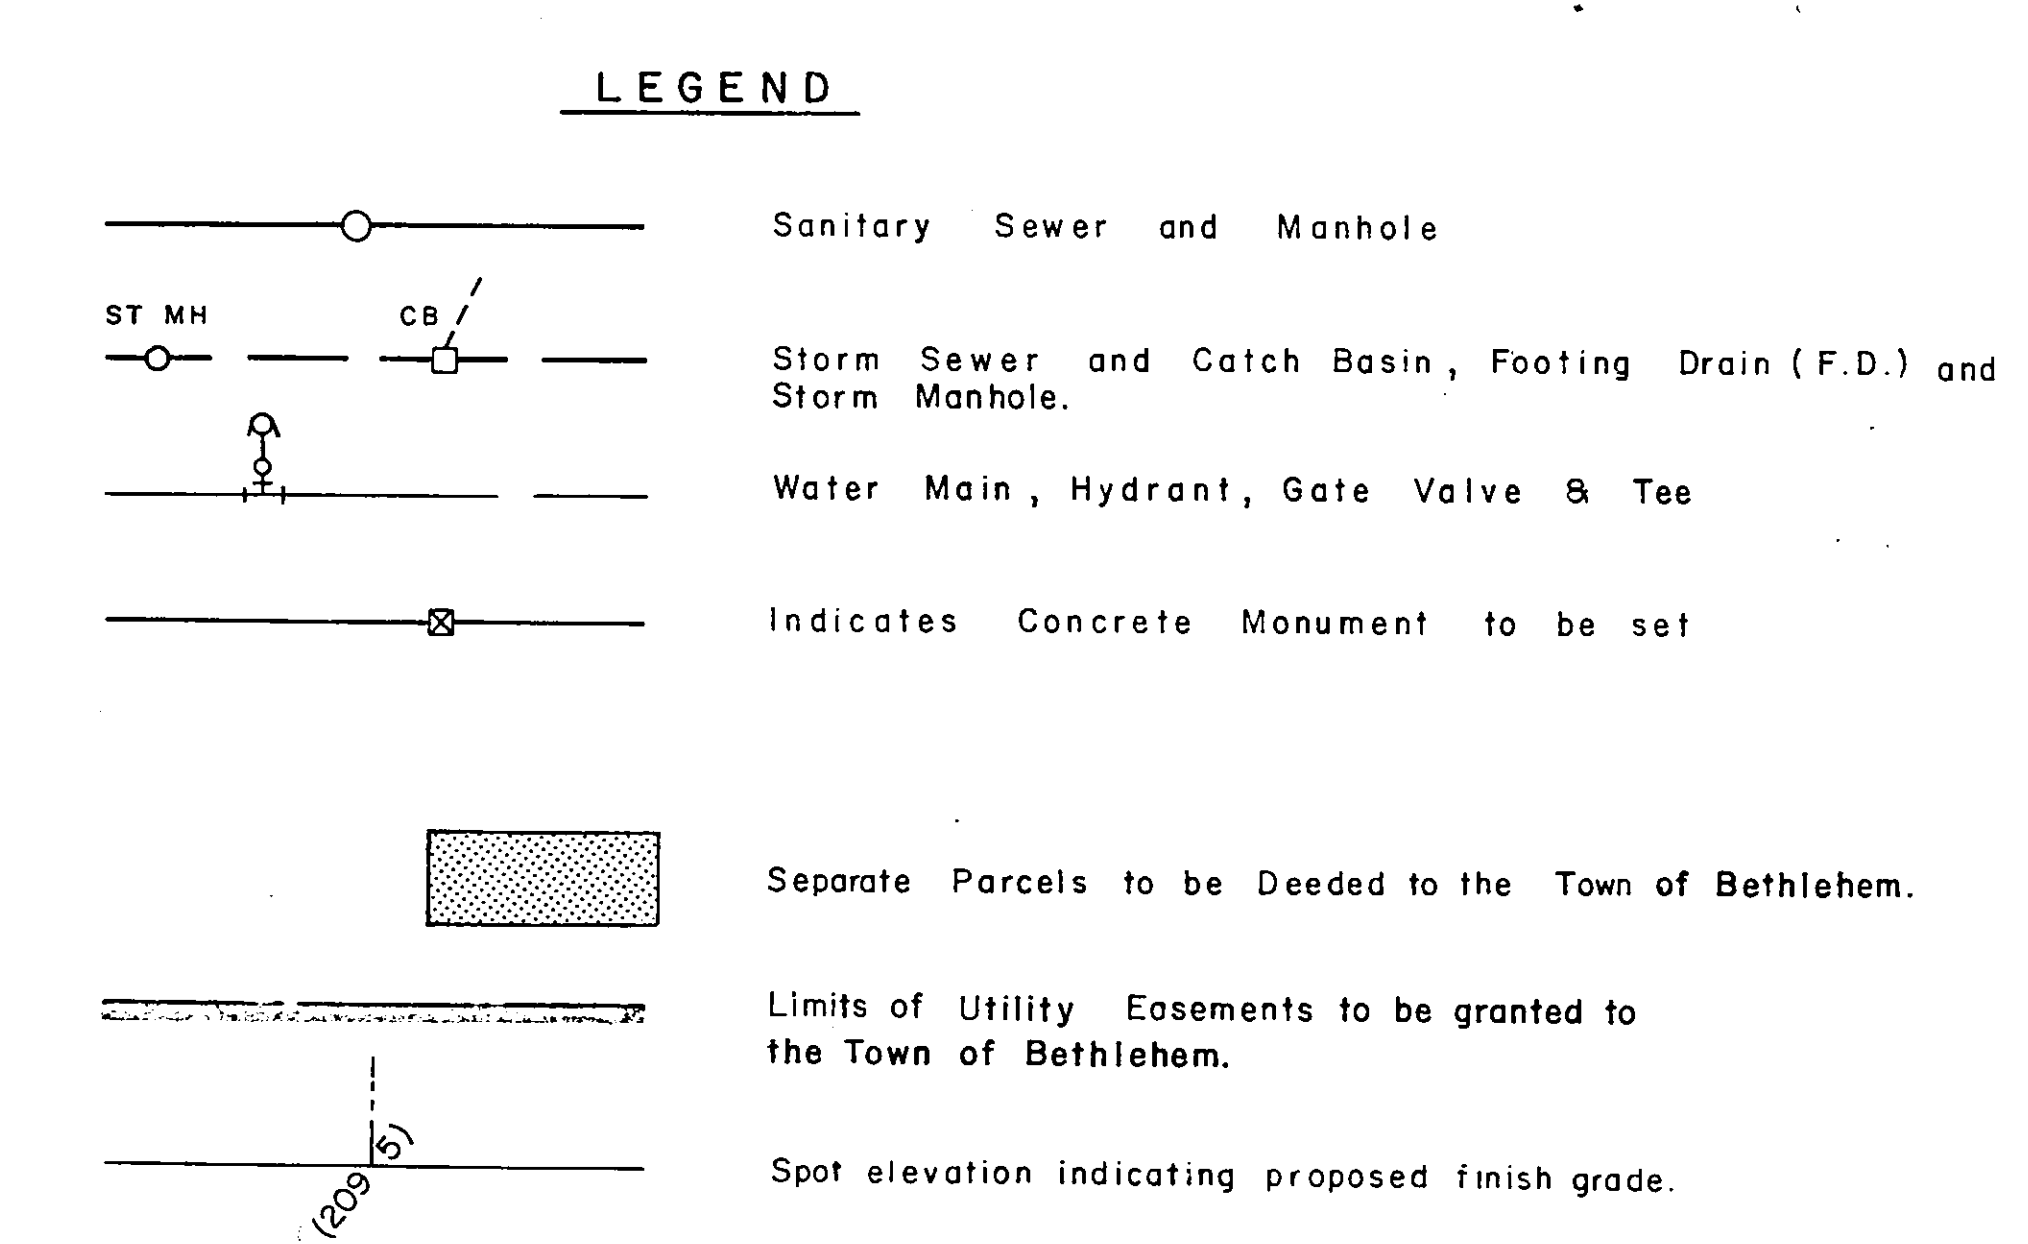 LEGEND
Sanitary Sewer and Manhole
ST MH CB
Storm Sewer and Catch Basin, Footing Drain (F.D.) and
Storm Manhole.
Water Main, Hydrant, Gate Valve & Tee
Indicates Concrete Monument to be set
Separate Parcels to be Deeded to the Town of Bethlehem.
Limits of Utility Easements to be granted to
the Town of Bethlehem.
(209 5)
Spot elevation indicating proposed finish grade.